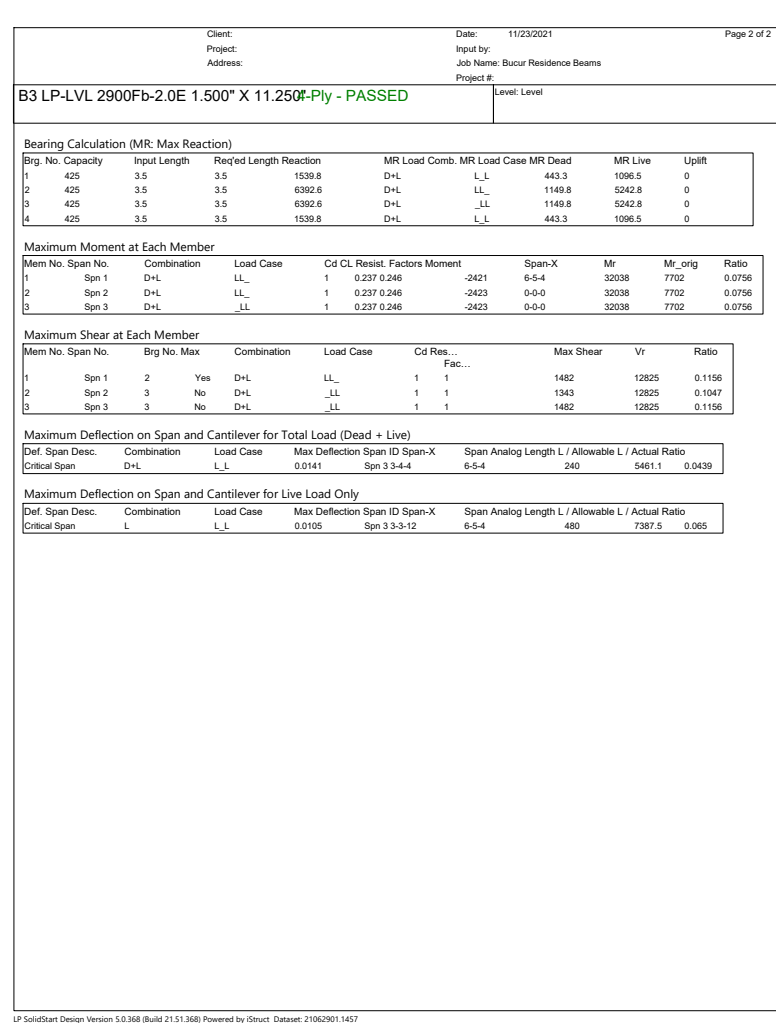 Client: Date: 11/23/2021 Page 2 of 2
Project: Input by:
Address: Job Name: Bucur Residence Beams
Project #:
B3 LP-LVL 2900Fb-2.0E 1.500" X 11.250" 4-Ply - PASSED Level: Level
Bearing Calculation (MR: Max Reaction)
Brg. No. Capacity Input Length Req'ed Length Reaction MR Load Comb. MR Load Case MR Dead MR Live Uplift
1 425 3.5 3.5 1539.8 D+L L_L 443.3 1096.5 0
2 425 3.5 3.5 6392.6 D+L LL_ 1149.8 5242.8 0
3 425 3.5 3.5 6392.6 D+L _LL 1149.8 5242.8 0
4 425 3.5 3.5 1539.8 D+L L_L 443.3 1096.5 0
Maximum Moment at Each Member
Mem No. Span No. Combination Load Case Cd CL Resist. Factors Moment Span-X Mr Mr_orig Ratio
1 Spn 1 D+L LL_ 1 0.237 0.246 -2421 6-5-4 32038 7702 0.0756
2 Spn 2 D+L LL_ 1 0.237 0.246 -2423 0-0-0 32038 7702 0.0756
3 Spn 3 D+L _LL 1 0.237 0.246 -2423 0-0-0 32038 7702 0.0756
Maximum Shear at Each Member
Mem No. Span No. Brg No. Max Combination Load Case Cd Res... Max Shear Vr Ratio
Fac...
1 Spn 1 2 Yes D+L LL_ 1 1 1482 12825 0.1156
2 Spn 2 3 No D+L _LL 1 1 1343 12825 0.1047
3 Spn 3 3 No D+L _LL 1 1 1482 12825 0.1156
Maximum Deflection on Span and Cantilever for Total Load (Dead + Live)
Def. Span Desc. Combination Load Case Max Deflection Span ID Span-X Span Analog Length L / Allowable L / Actual Ratio
Critical Span D+L L_L 0.0141 Spn 3 3-4-4 6-5-4 240 5461.1 0.0439
Maximum Deflection on Span and Cantilever for Live Load Only
Def. Span Desc. Combination Load Case Max Deflection Span ID Span-X Span Analog Length L / Allowable L / Actual Ratio
Critical Span L L_L 0.0105 Spn 3 3-3-12 6-5-4 480 7387.5 0.065
LP SolidStart Design Version 5.0.368 (Build 21.51.368) Powered by iStruct Dataset: 21062901.1457